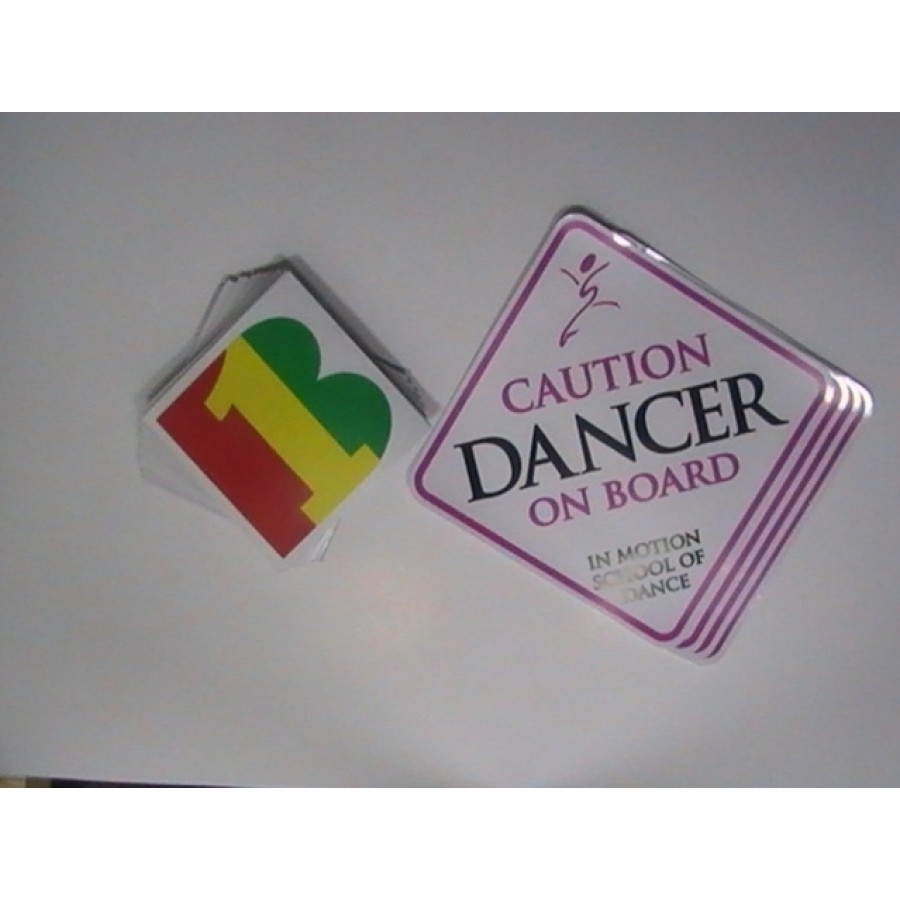 CAUTION
DANCER
ON BOARD
IN MOTION
SCHOOL OF
DANCE